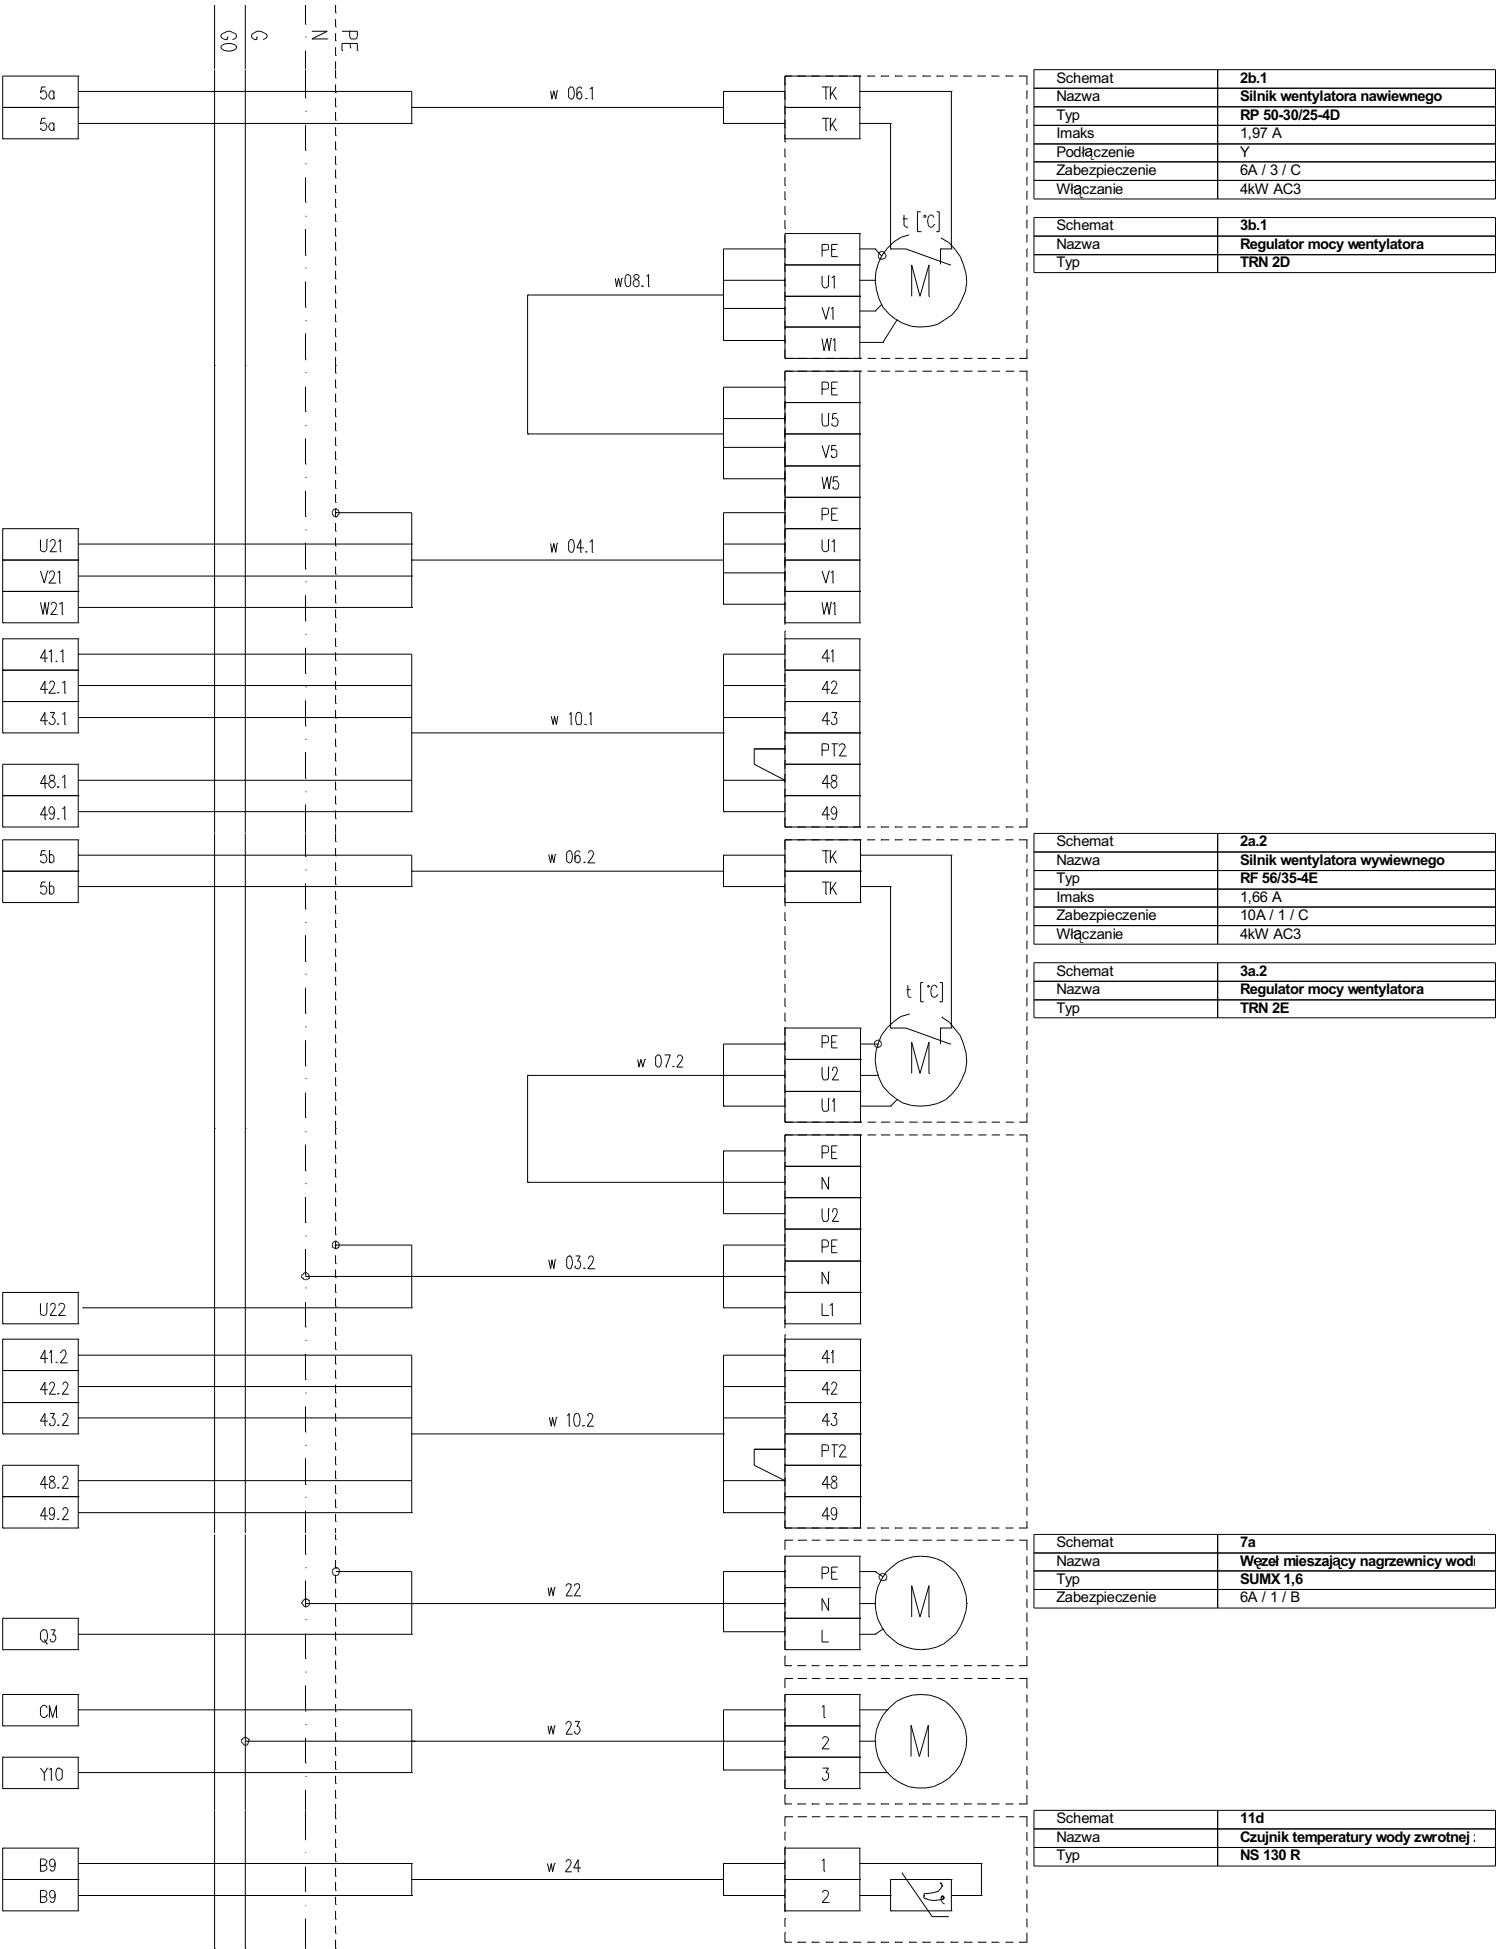 G0 G N PE
5a w 06.1 TK
5a TK
t [°C]
PE
U1 M
w08.1
V1
W1
PE
U5
V5
W5
PE
U21 w 04.1 U1
V21 V1
W21 W1
41.1 41
42.1 42
43.1 w 10.1 43
PT2
48.1 48
49.1 49
Schemat 2b.1
Nazwa Silnik wentylatora nawiewnego
Typ RP 50-30/25-4D
Imaks 1,97 A
Podłączenie Y
Zabezpieczenie 6A / 3 / C
Włączanie 4kW AC3
Schemat 3b.1
Nazwa Regulator mocy wentylatora
Typ TRN 2D
5b w 06.2 TK
5b TK
t [°C]
PE
w 07.2 M
U2
U1
PE
N
U2
PE
w 03.2
N
U22 L1
41.2 41
42.2 42
43.2 w 10.2 43
PT2
48.2 48
49.2 49
Schemat 2a.2
Nazwa Silnik wentylatora wywiewnego
Typ RF 56/35-4E
Imaks 1,66 A
Zabezpieczenie 10A / 1 / C
Włączanie 4kW AC3
Schemat 3a.2
Nazwa Regulator mocy wentylatora
Typ TRN 2E
PE
w 22 N M
Q3 L
Schemat 7a
Nazwa Węzeł mieszający nagrzewnicy wod
Typ SUMX 1,6
Zabezpieczenie 6A / 1 / B
CM 1
w 23 2 M
Y10 3
B9 w 24 1
B9 2
Schemat 11d
Nazwa Czujnik temperatury wody zwrotnej
Typ NS 130 R